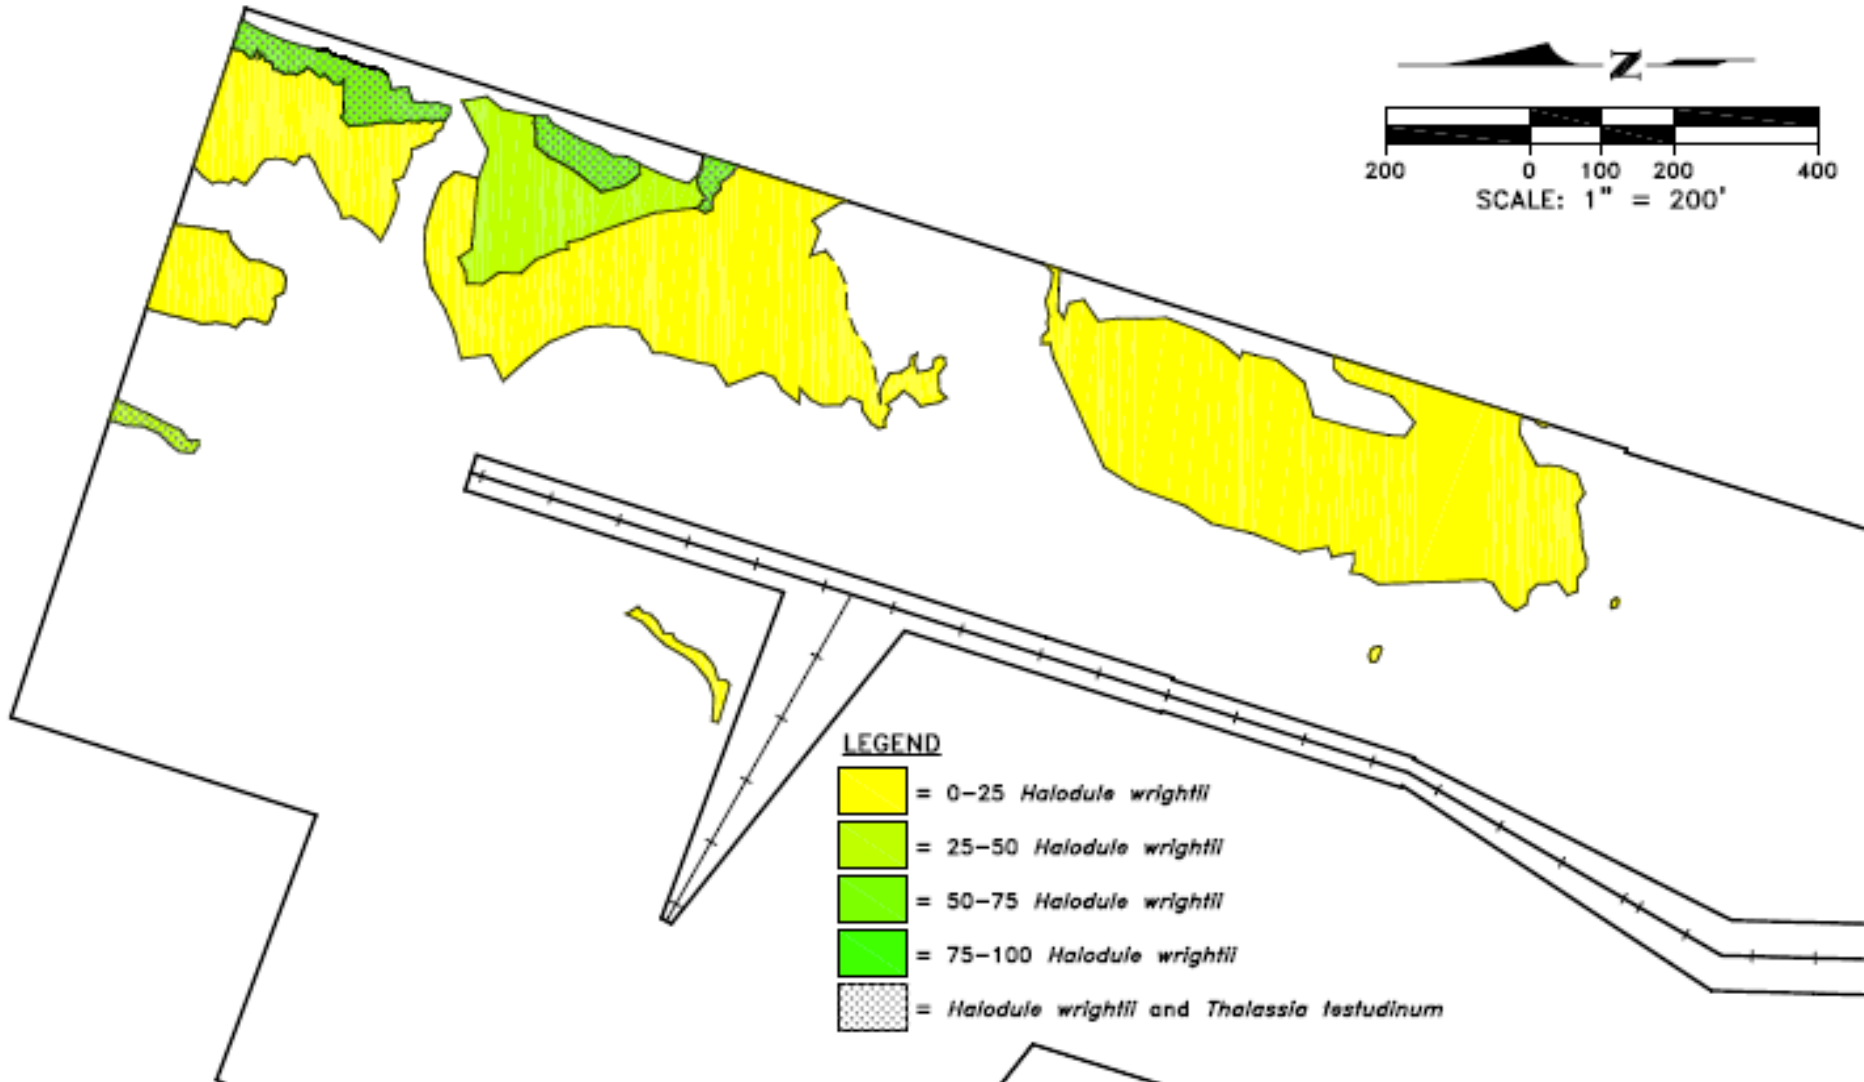 N
200 0 100 200 400
SCALE: 1" = 200'
LEGEND
= 0-25 Halodule wrightii
= 25-50 Halodule wrightii
= 50-75 Halodule wrightii
= 75-100 Halodule wrightii
= Halodule wrightii and Thalassia testudinum